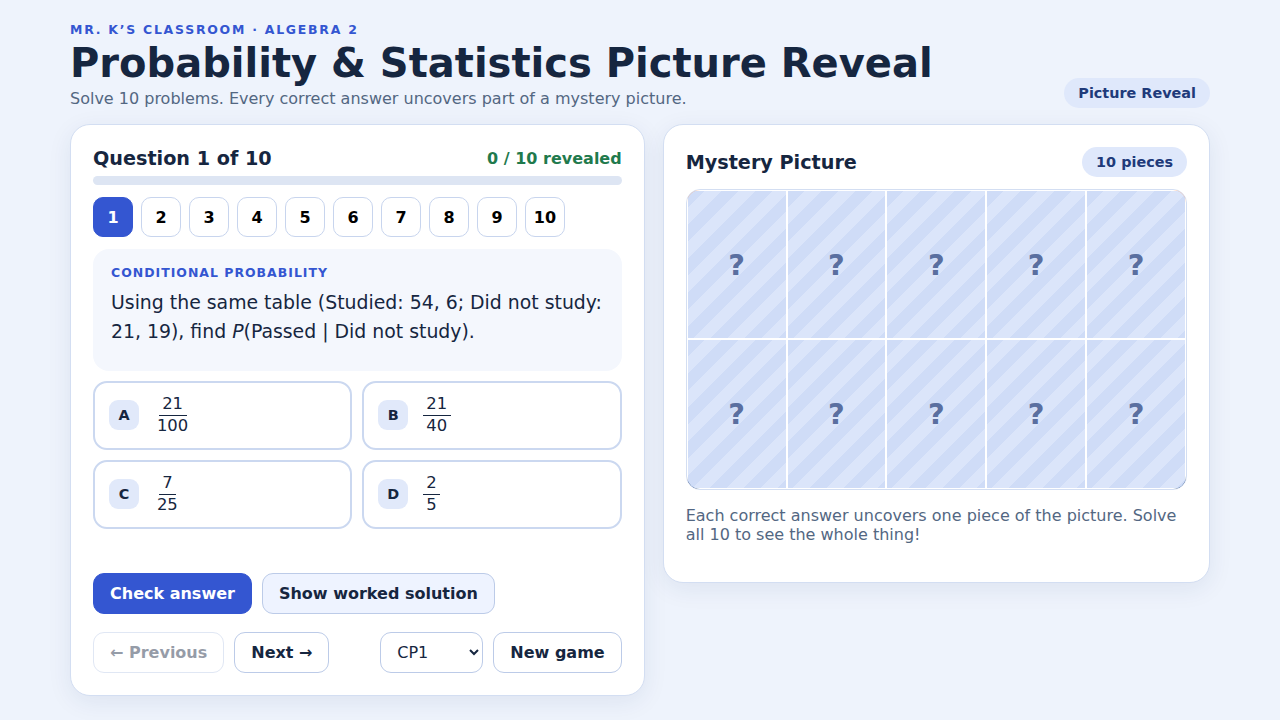 MR. K’S CLASSROOM · ALGEBRA 2
Probability & Statistics Picture Reveal
Solve 10 problems. Every correct answer uncovers part of a mystery picture.
Picture Reveal
Question 1 of 10
0 / 10 revealed
1 2 3 4 5 6 7 8 9 10
CONDITIONAL PROBABILITY
Using the same table (Studied: 54, 6; Did not study:
21, 19), find P(Passed | Did not study).
A 21/100
B 21/40
C 7/25
D 2/5
Check answer
Show worked solution
← Previous
Next →
CP1
New game
Mystery Picture
10 pieces
? ? ? ? ?
? ? ? ? ?
Each correct answer uncovers one piece of the picture. Solve
all 10 to see the whole thing!